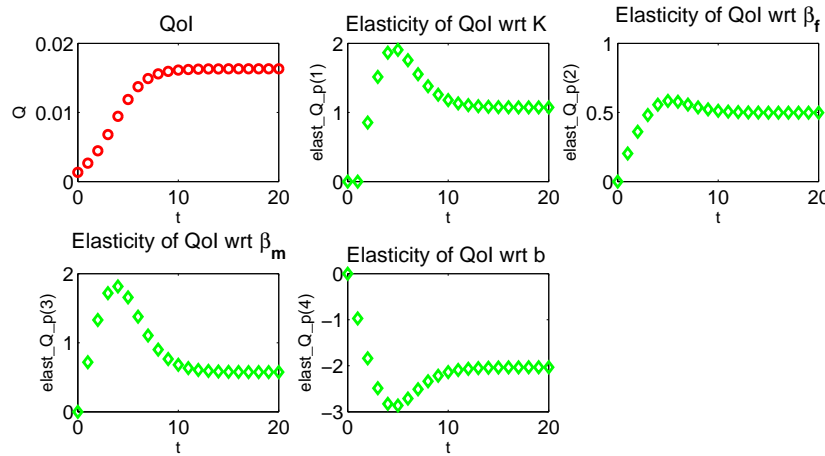 QoI
0.02
0.01
0
Q
0
10
20
t
Elasticity of QoI wrt K
2
1
0
elast_Q_p(1)
0
10
20
t
Elasticity of QoI wrt β_f
1
0.5
0
elast_Q_p(2)
0
10
20
t
Elasticity of QoI wrt β_m
2
1
0
elast_Q_p(3)
0
10
20
t
Elasticity of QoI wrt b
0
−1
−2
−3
elast_Q_p(4)
0
10
20
t